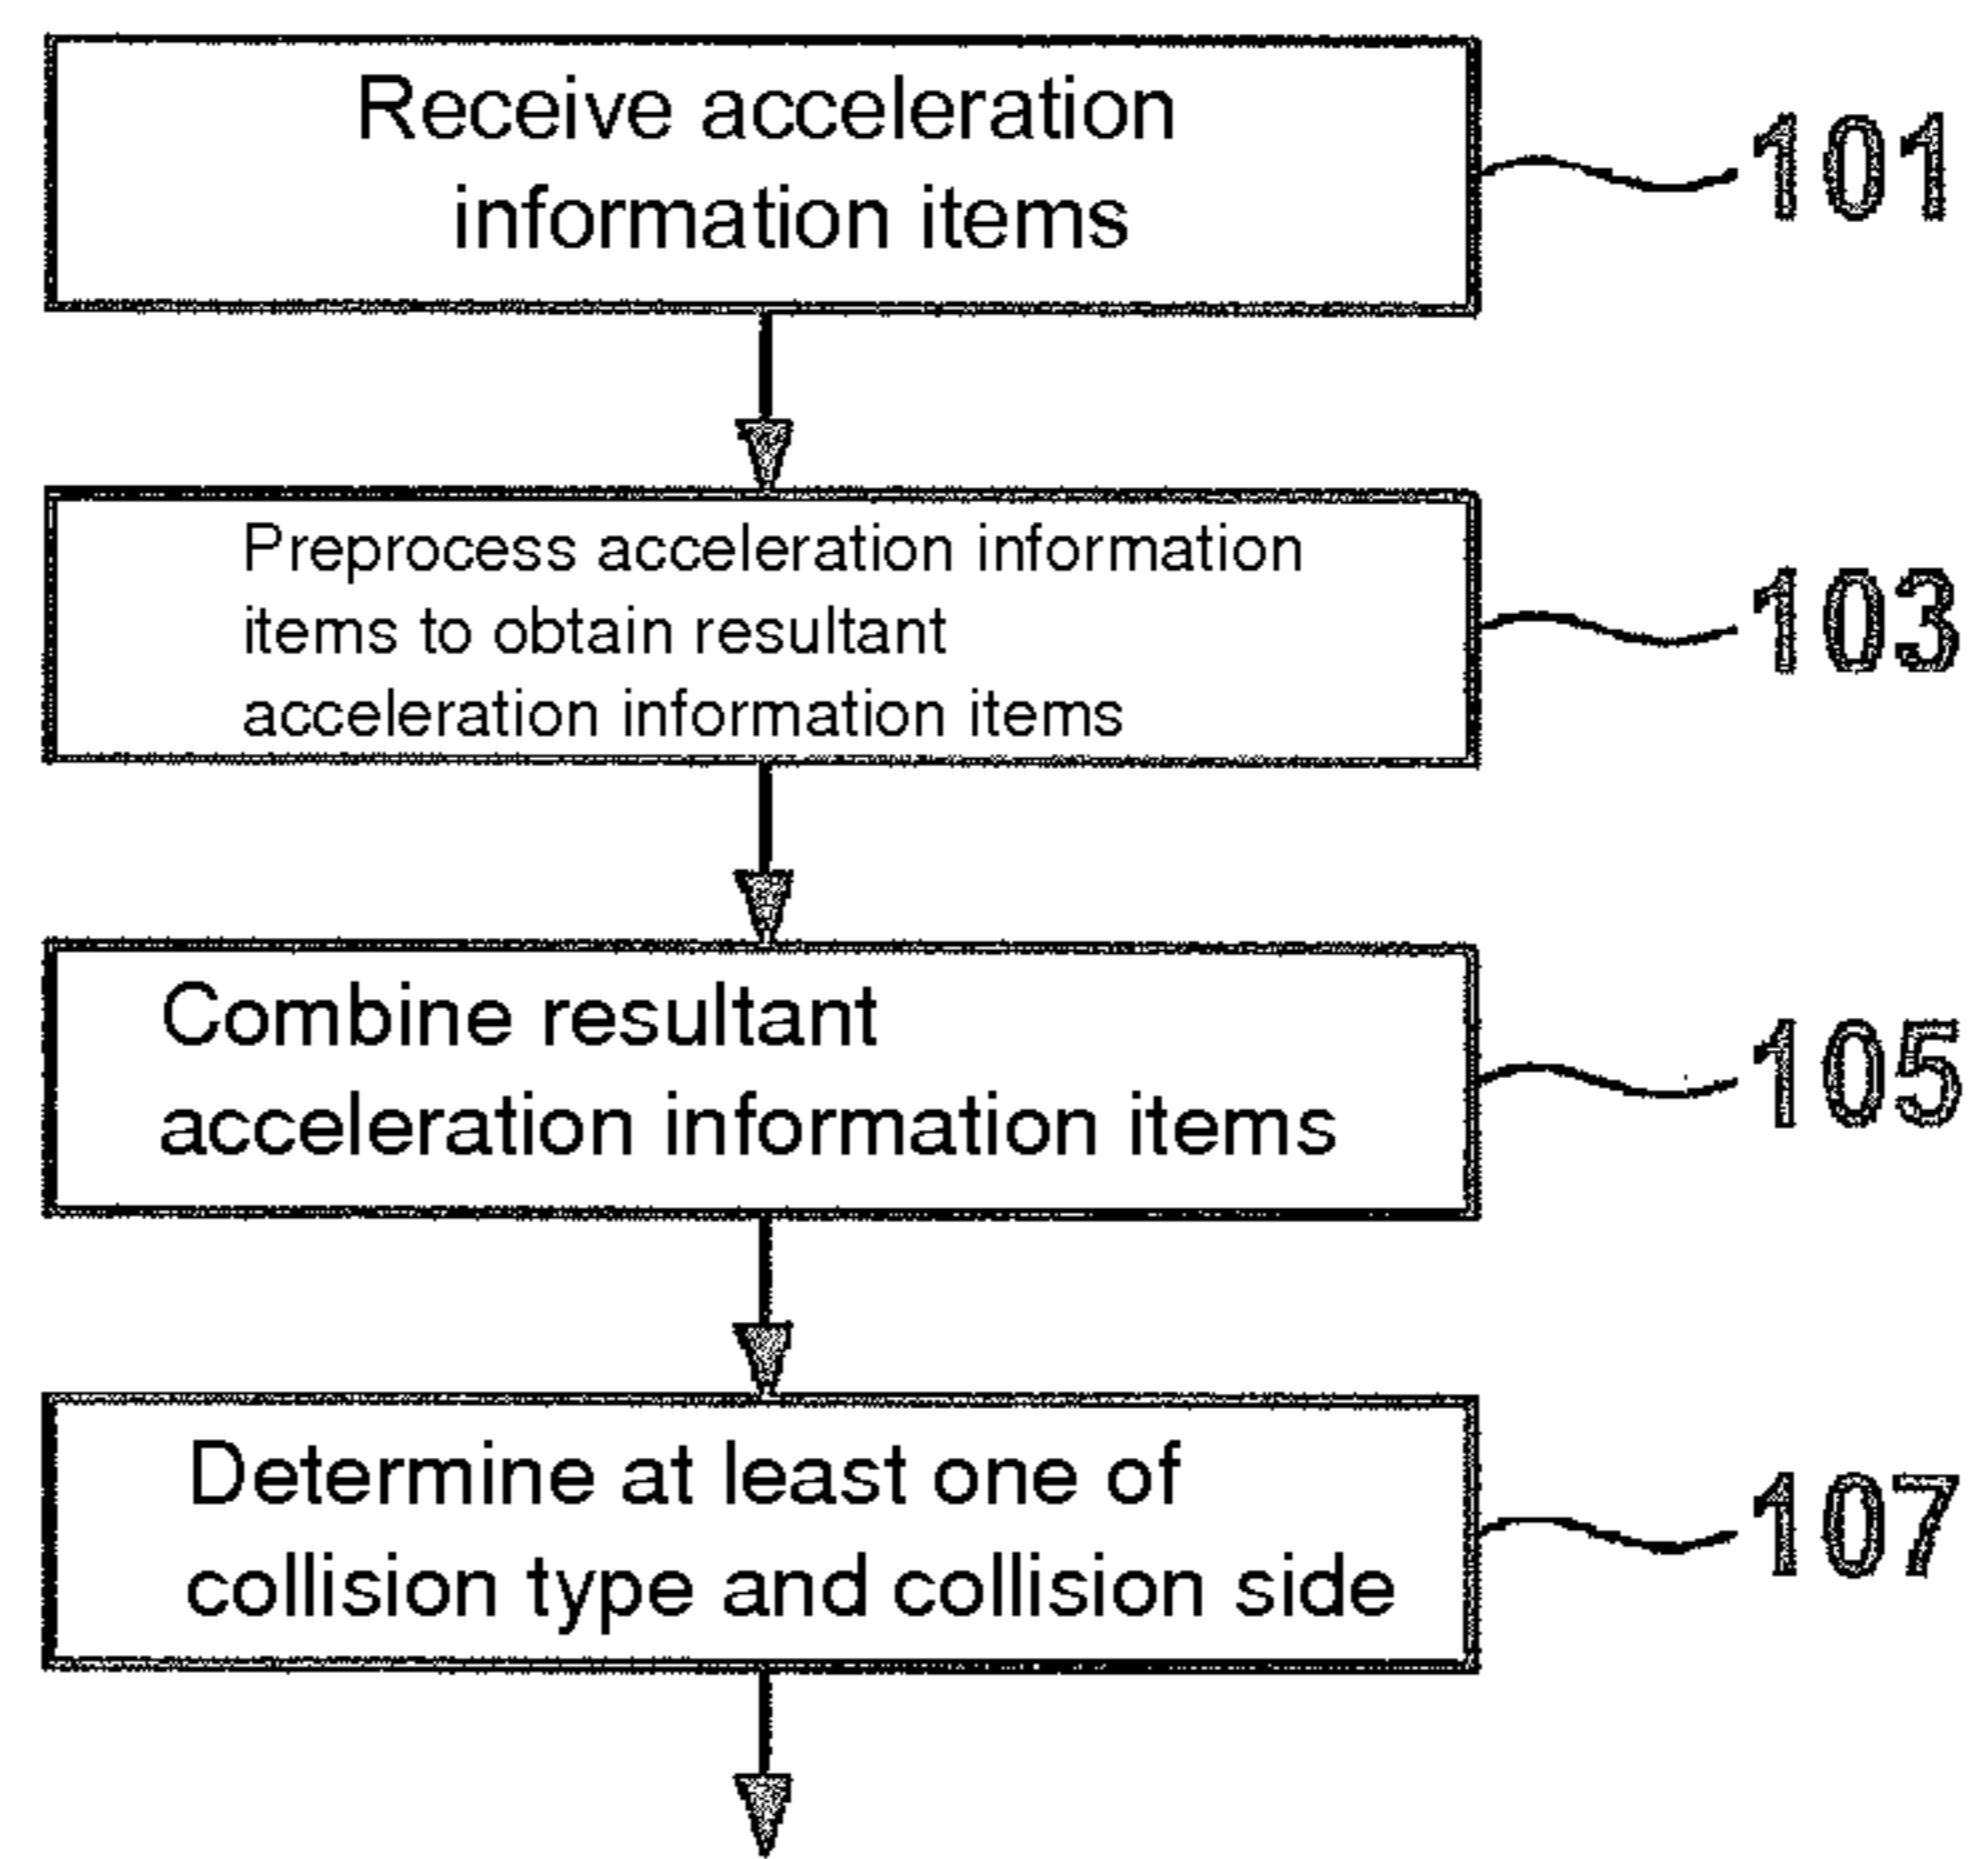 Receive acceleration
information items
101
Preprocess acceleration information
items to obtain resultant
acceleration information items
103
Combine resultant
acceleration information items
105
Determine at least one of
collision type and collision side
107